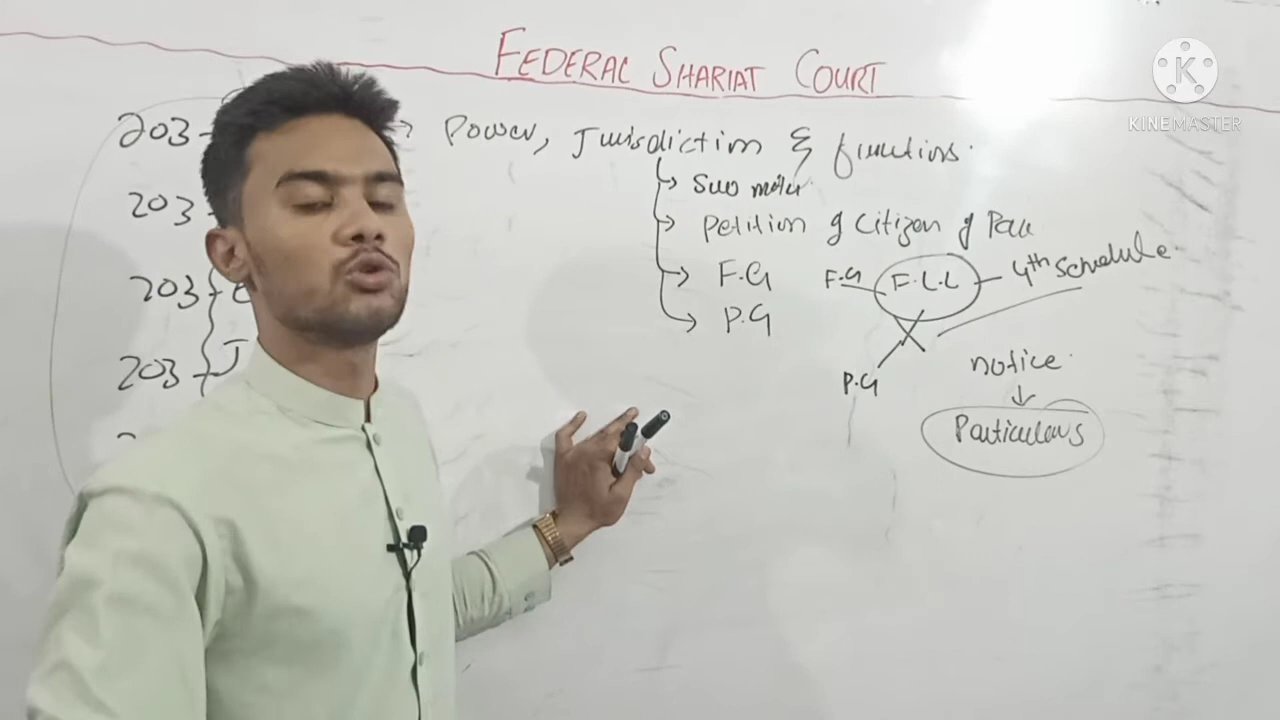 FEDERAL SHARIAT COURT
KINEMASTER
203- Power, Jurisdiction & functions.
Suo moto
203 Petition of Citizen of Pak
203- F.G F.G F.L.L 4th Schedule.
P.G
203- J notice.
P.G
Particulars